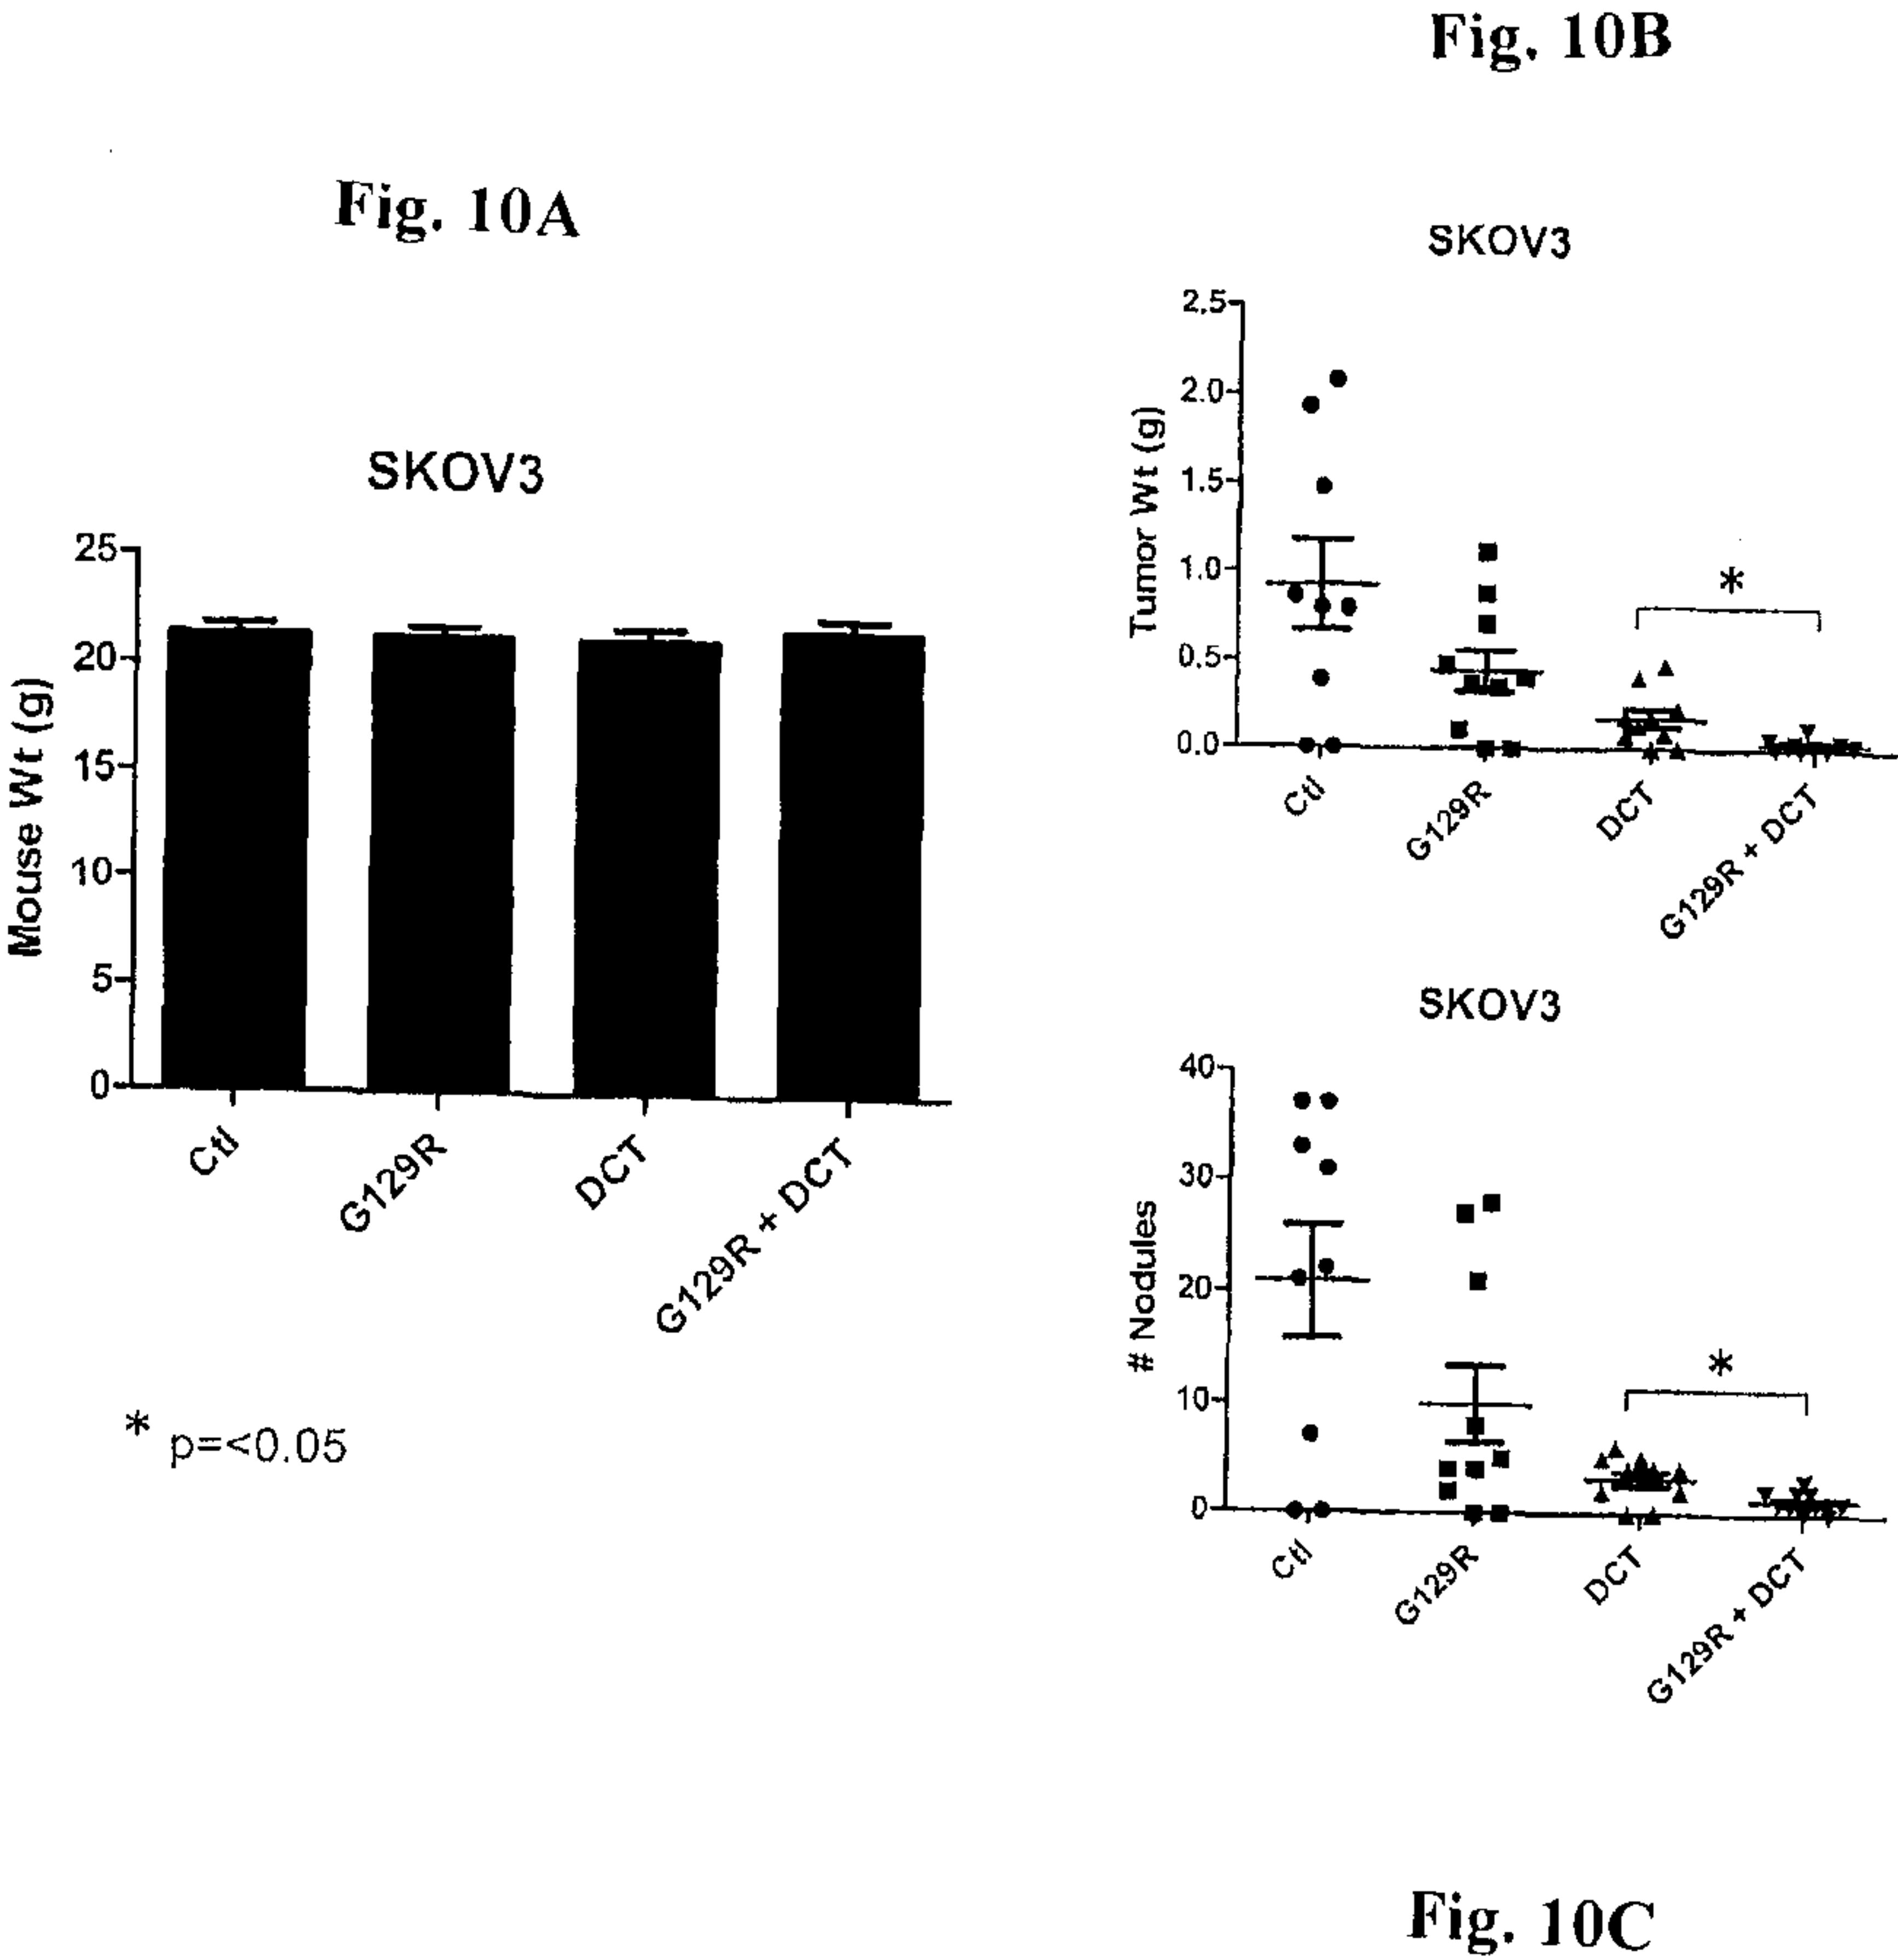 Fig. 10A
SKOV3
Mouse Wt (g)
25
20
15
10
5
0
Ctl
G129R
DCT
G129R + DCT
* p=<0.05
Fig. 10B
SKOV3
Tumor Wt (g)
2.5
2.0
1.5
1.0
0.5
0.0
*
Ctl
G129R
DCT
G129R + DCT
SKOV3
# Nodules
40
30
20
10
0
*
Ctl
G129R
DCT
G129R + DCT
Fig. 10C